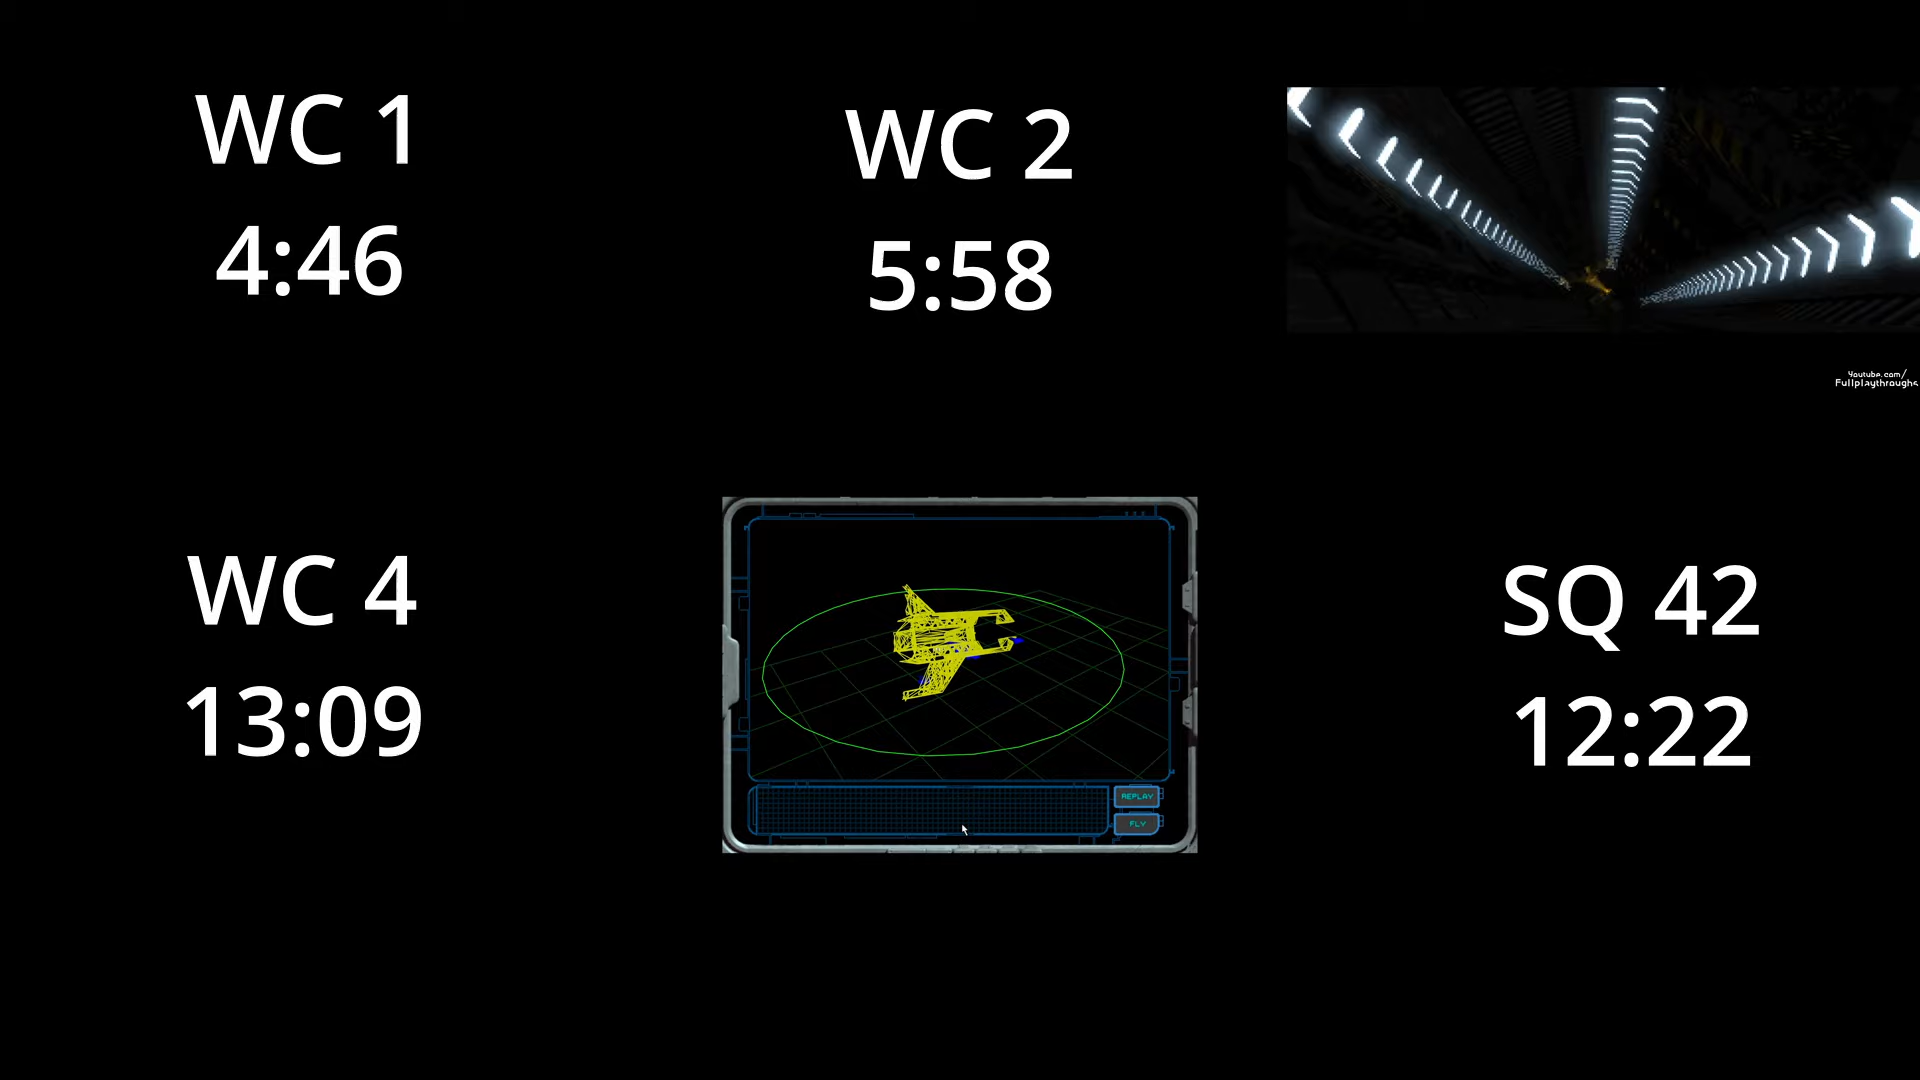 WC 1
4:46
WC 2
5:58
Youtube.com/
Fullplaythroughs
WC 4
13:09
REPLAY
FLY
SQ 42
12:22